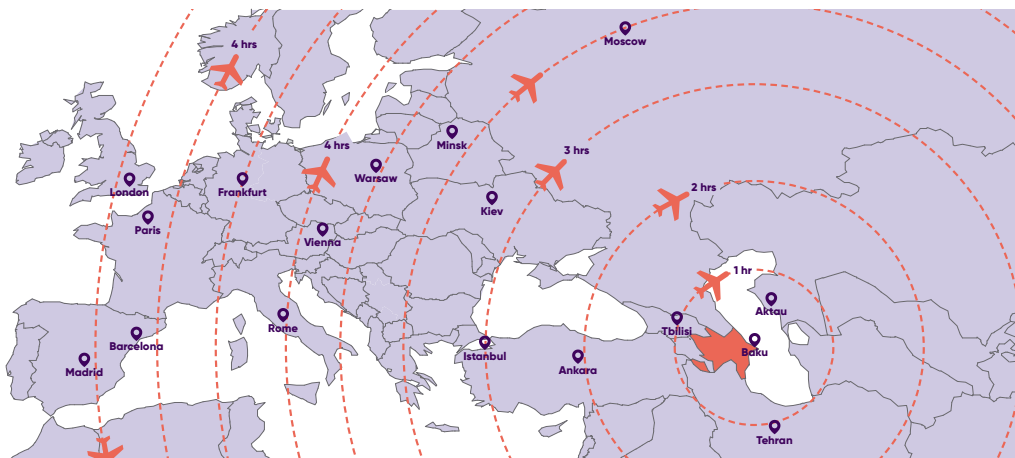 Moscow
4 hrs
Minsk
4 hrs
3 hrs
Warsaw
London
Frankfurt
2 hrs
Kiev
Paris
Vienna
1 hr
Aktau
Rome
Tbilisi
Barcelona
Baku
Istanbul
Madrid
Ankara
Tehran